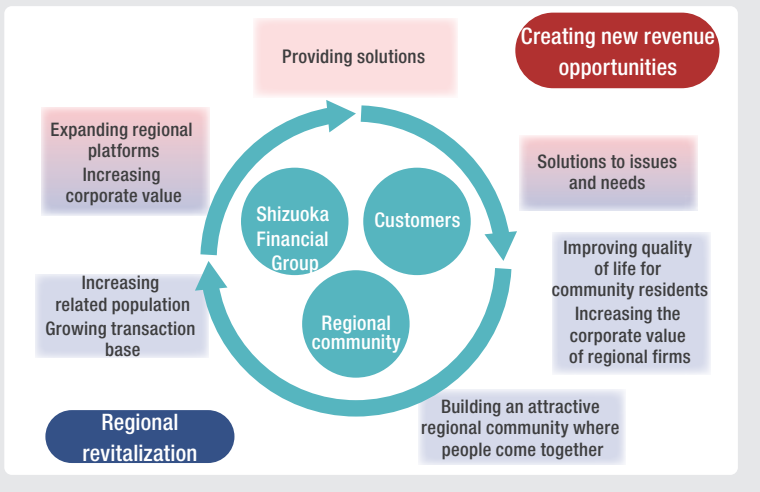 Creating new revenue
opportunities
Providing solutions
Expanding regional
platforms
Increasing
corporate value
Solutions to issues
and needs
Shizuoka
Financial
Group
Customers
Regional
community
Improving quality
of life for
community residents
Increasing the
corporate value
of regional firms
Increasing
related population
Growing transaction
base
Building an attractive
regional community where
people come together
Regional
revitalization